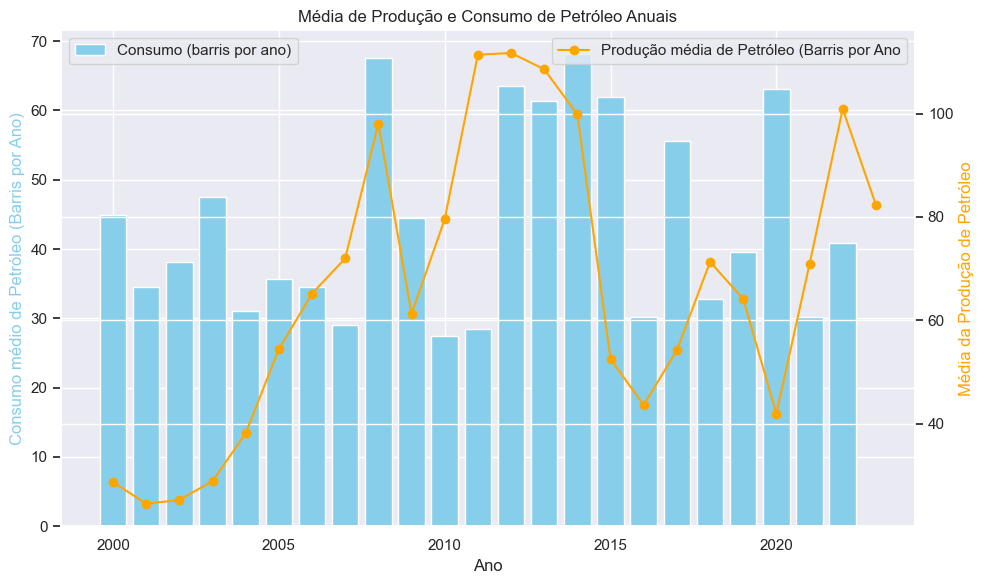 Média de Produção e Consumo de Petróleo Anuais
Consumo (barris por ano)
Produção média de Petróleo (Barris por Ano
Consumo médio de Petróleo (Barris por Ano)
70
60
50
40
30
20
10
0
100
80
60
40
Média da Produção de Petróleo
2000 2005 2010 2015 2020
Ano